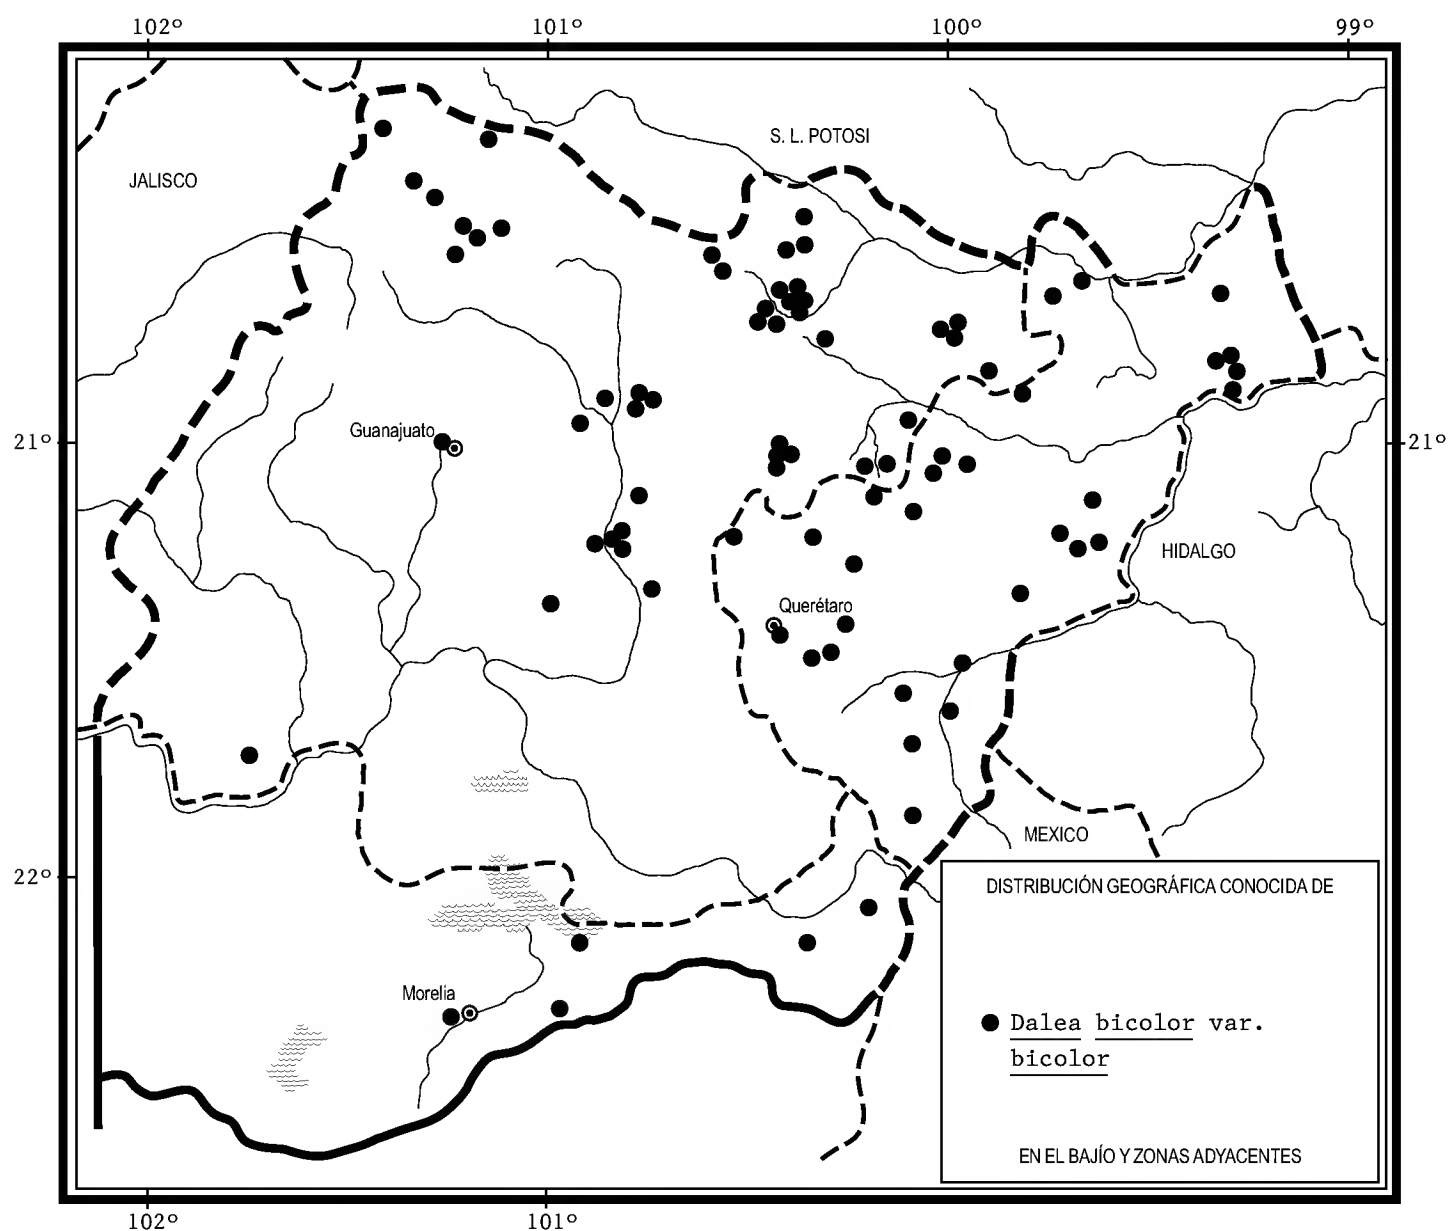 102° 101° 100° 99°
S. L. POTOSI
JALISCO
Guanajuato
21° 21°
HIDALGO
Querétaro
MEXICO
22°
DISTRIBUCIÓN GEOGRÁFICA CONOCIDA DE
Morelia
Dalea bicolor var.
bicolor
EN EL BAJÍO Y ZONAS ADYACENTES
102° 101°